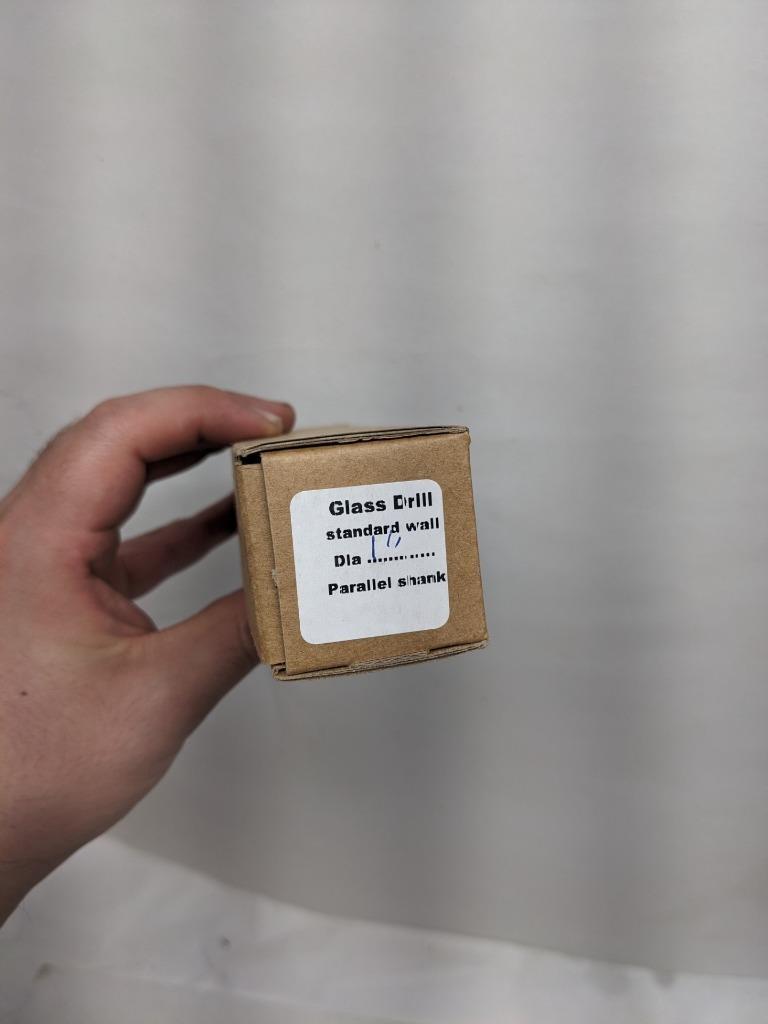 Glass Drill
standard wall
Dia ............
Parallel shank